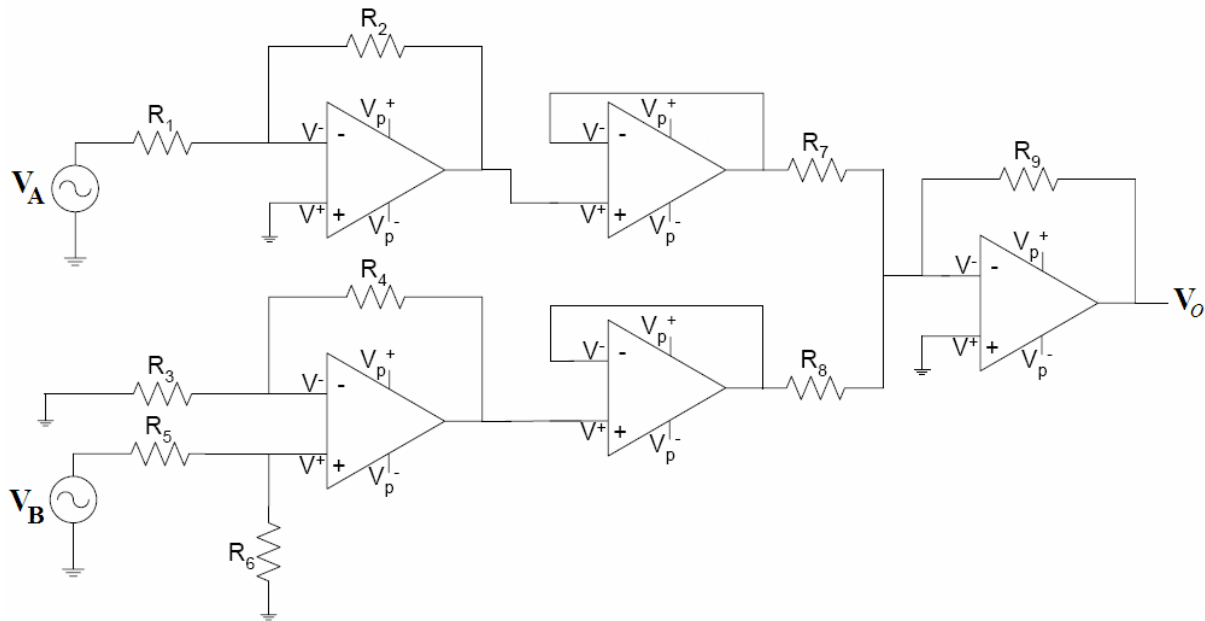 R2
Vp+
Vp+
R1
V-
-
V-
-
R7
R9
VA
V+
+
Vp-
V+
+
Vp-
Vp+
R4
V-
-
VO
Vp+
Vp+
V-
-
V+
+
Vp-
R3
V-
-
R8
R5
V+
+
Vp-
V+
+
Vp-
VB
R6